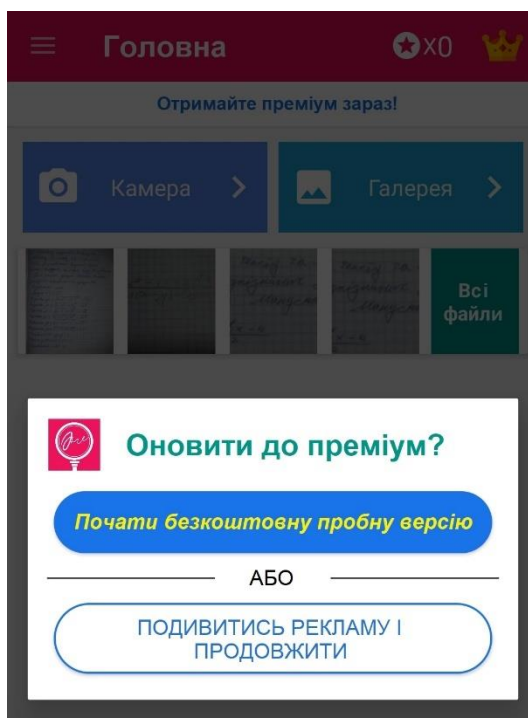 Головна
X0
Отримайте преміум зараз!
Камера
Галерея
Всі
файли
Оновити до преміум?
Почати безкоштовну пробну версію
АБО
ПОДИВИТИСЬ РЕКЛАМУ І
ПРОДОВЖИТИ